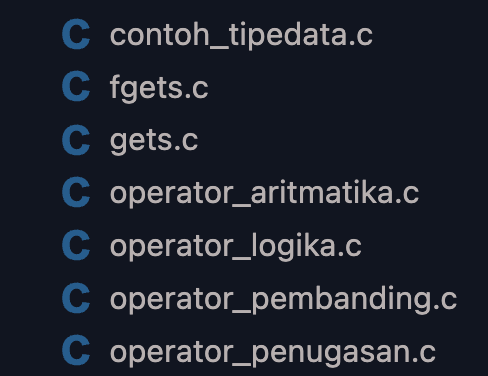 C contoh_tipedata.c
C fgets.c
C gets.c
C operator_aritmatika.c
C operator_logika.c
C operator_pembanding.c
C operator_penugasan.c